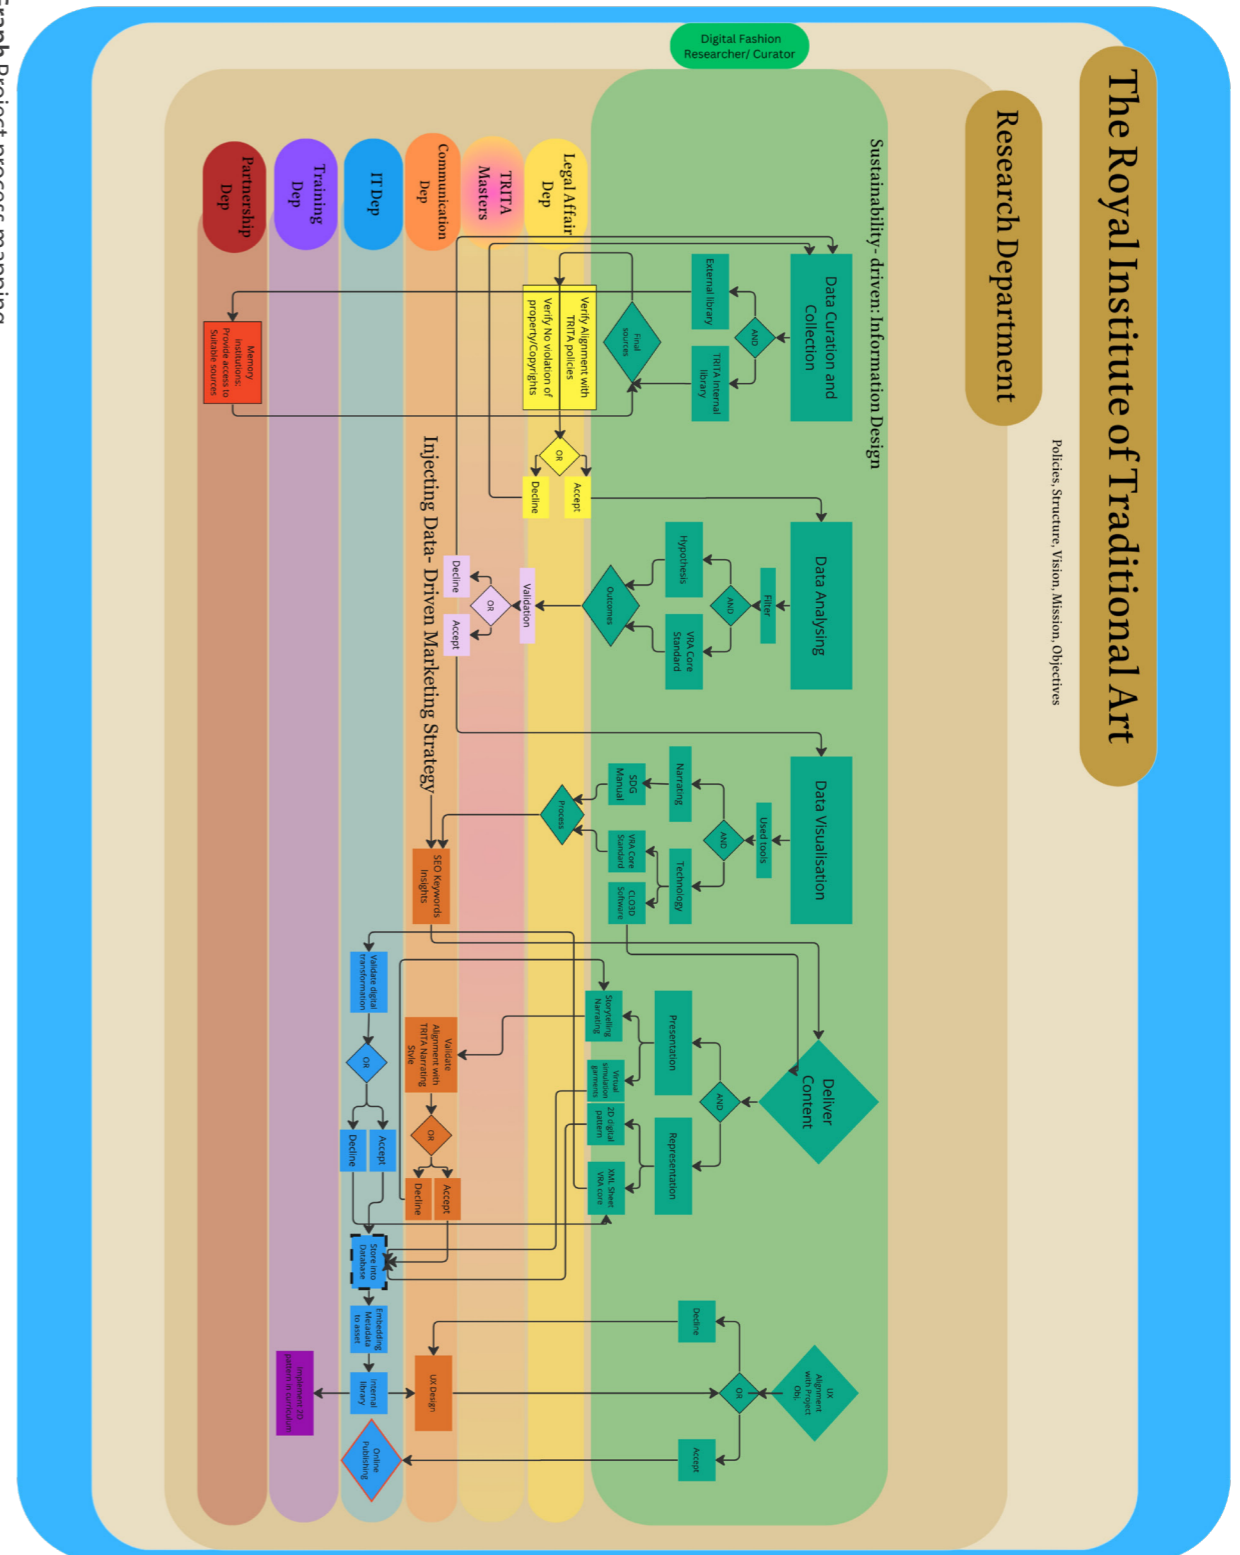 The Royal Institute of Traditional Art
Policies, Structure, Vision, Mission, Objectives
Research Department
Digital Fashion
Researcher/ Curator
Sustainability- driven: Information Design
Data Curation and
Collection
AND
External library
TRITA Internal
library
Final
sources
Data Analysing
Filter
AND
Hypothesis
VRA Core
Standard
Outcomes
Data Visualisation
Used tools
AND
Narrating
Technology
SDG
Manual
VRA Core
Standard
CLO3D
Software
Process
Deliver
Content
AND
Presentation
Representation
Storytelling
Narrating
Virtual
simulation
garments
2D digital
pattern
XML Sheet
VRA core
UX
Alignment
with Project
Obj.
OR
Decline
Accept
Legal Affair
Dep
Verify Alignment with
TRITA policies
Verify No violation of
property/Copyrights
OR
Accept
Decline
TRITA
Masters
Validation
OR
Decline
Accept
Communication
Dep
Injecting Data- Driven Marketing Strategy
SEO Keywords
Insights
Validate
Alignment with
TRITA Narrating
Style
OR
Accept
Decline
UX Design
IT Dep
Validate digital
transformation
OR
Accept
Decline
Store into
Database
Embedding
Metadata
to asset
Internal
library
Online
Publishing
Training
Dep
Implement 2D
pattern in curriculum
Partnership
Dep
Memory
institutions:
Provide access to
Suitable sources
Project process mapping